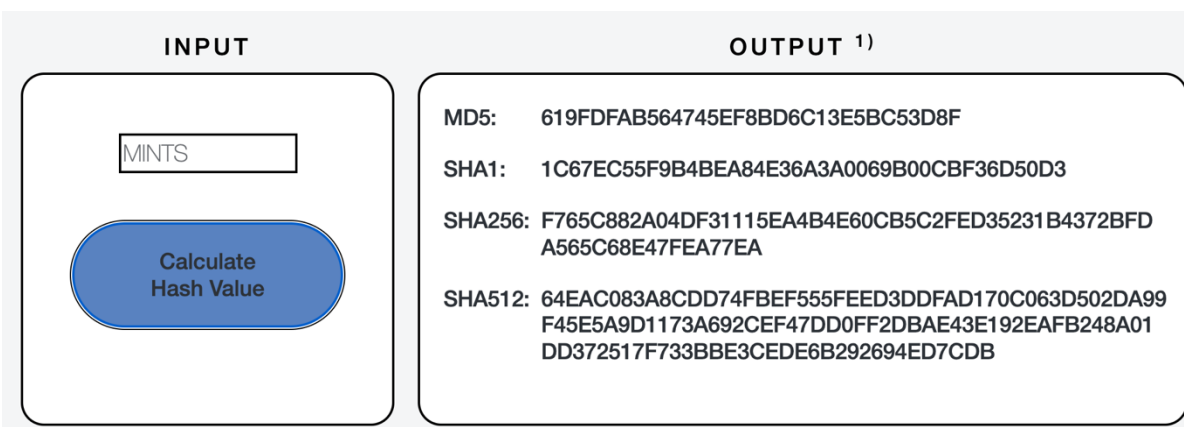 INPUT
OUTPUT 1)
MINTS
Calculate
Hash Value
MD5: 619FDFAB564745EF8BD6C13E5BC53D8F
SHA1: 1C67EC55F9B4BEA84E36A3A0069B00CBF36D50D3
SHA256: F765C882A04DF31115EA4B4E60CB5C2FED35231B4372BFD
A565C68E47FEA77EA
SHA512: 64EAC083A8CDD74FBEF555FEED3DDFAD170C063D502DA99
F45E5A9D1173A692CEF47DD0FF2DBAE43E192EAFB248A01
DD372517F733BBE3CEDE6B292694ED7CDB